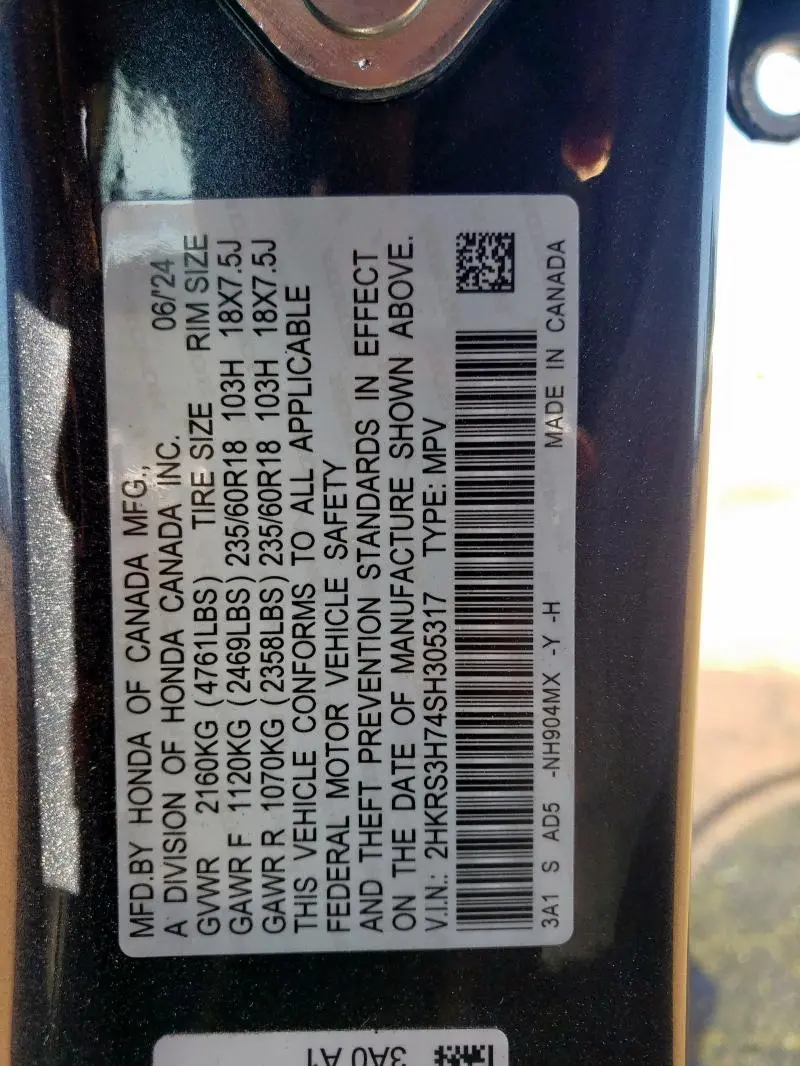 MFD.BY HONDA OF CANADA MFG.,
A DIVISION OF HONDA CANADA INC. 06/'24
GVWR 2160KG (4761LBS) TIRE SIZE RIM SIZE
GAWR F 1120KG (2469LBS) 235/60R18 103H 18X7.5J
GAWR R 1070KG (2358LBS) 235/60R18 103H 18X7.5J
THIS VEHICLE CONFORMS TO ALL APPLICABLE
FEDERAL MOTOR VEHICLE SAFETY
AND THEFT PREVENTION STANDARDS IN EFFECT
ON THE DATE OF MANUFACTURE SHOWN ABOVE.
V.I.N.: 2HKRS3H74SH305317 TYPE: MPV
3A1 S AD5 -NH904MX -Y -H MADE IN CANADA
3A0 A1